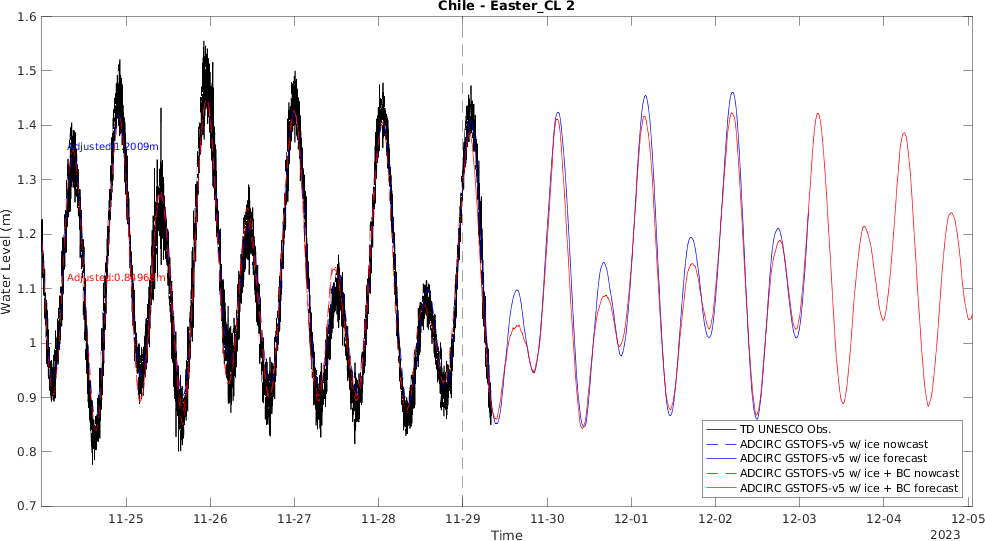 Chile - Easter_CL 2
1.6
1.5
1.4
1.3
1.2
1.1
1
0.9
0.8
0.7
Water Level (m)
Adjusted:1.2009m
11-25
11-26
11-27
11-28
11-29
11-30
12-01
12-02
12-03
12-04
12-05
Time
2023
TD UNESCO Obs.
ADCIRC GSTOFS-v5 w/ ice nowcast
ADCIRC GSTOFS-v5 w/ ice forecast
ADCIRC GSTOFS-v5 w/ ice + BC nowcast
ADCIRC GSTOFS-v5 w/ ice + BC forecast